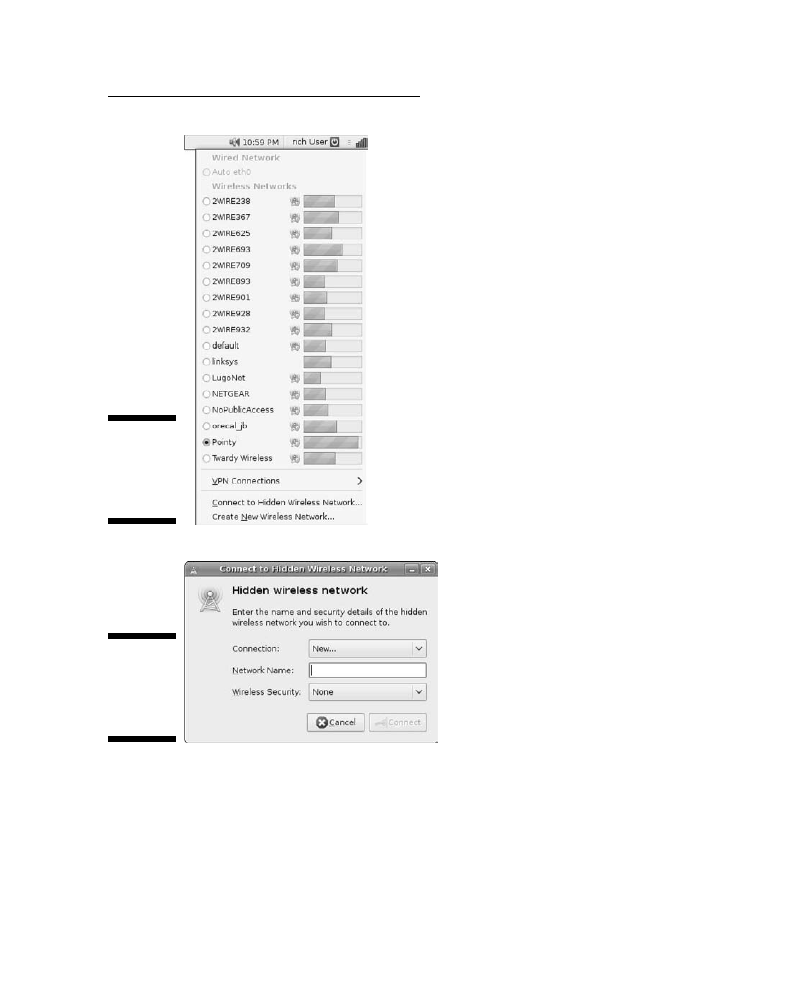 10:59 PM rich User
Wired Network
Auto eth0
Wireless Networks
2WIRE238
2WIRE367
2WIRE625
2WIRE693
2WIRE709
2WIRE893
2WIRE901
2WIRE928
2WIRE932
default
linksys
LugoNet
NETGEAR
NoPublicAccess
orecal_jb
Pointy
Twardy Wireless
VPN Connections
Connect to Hidden Wireless Network...
Create New Wireless Network...
Connect to Hidden Wireless Network
Hidden wireless network
Enter the name and security details of the hidden
wireless network you wish to connect to.
Connection: New...
Network Name:
Wireless Security: None
Cancel Connect